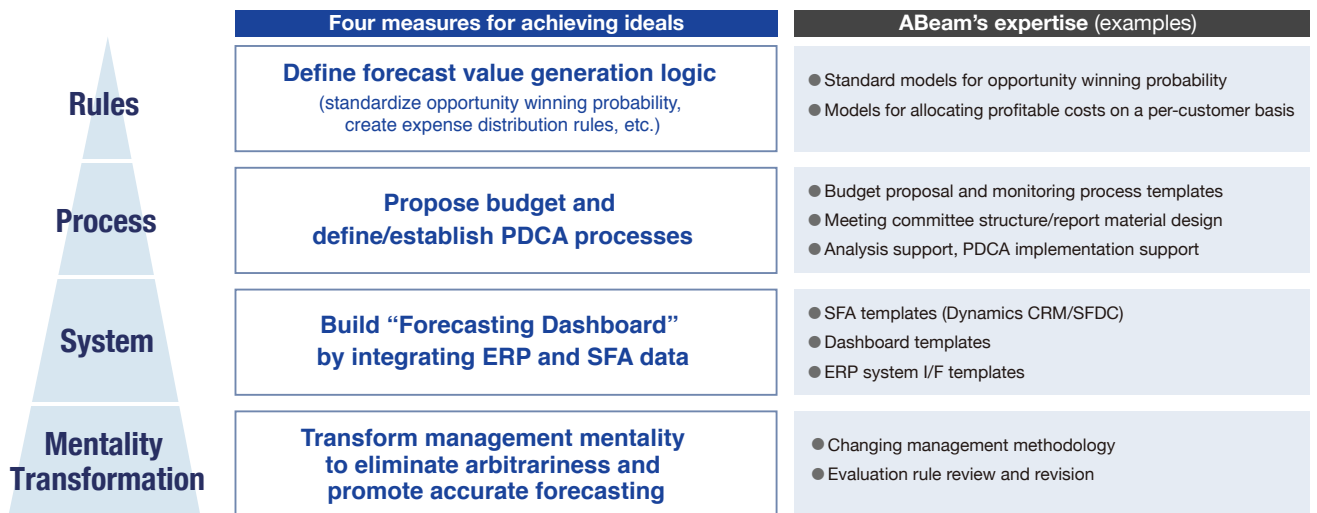 Four measures for achieving ideals
ABeam's expertise (examples)
Rules
Define forecast value generation logic
(standardize opportunity winning probability,
create expense distribution rules, etc.)
● Standard models for opportunity winning probability
● Models for allocating profitable costs on a per-customer basis
Process
Propose budget and
define/establish PDCA processes
● Budget proposal and monitoring process templates
● Meeting committee structure/report material design
● Analysis support, PDCA implementation support
System
Build “Forecasting Dashboard”
by integrating ERP and SFA data
● SFA templates (Dynamics CRM/SFDC)
● Dashboard templates
● ERP system I/F templates
Mentality
Transformation
Transform management mentality
to eliminate arbitrariness and
promote accurate forecasting
● Changing management methodology
● Evaluation rule review and revision